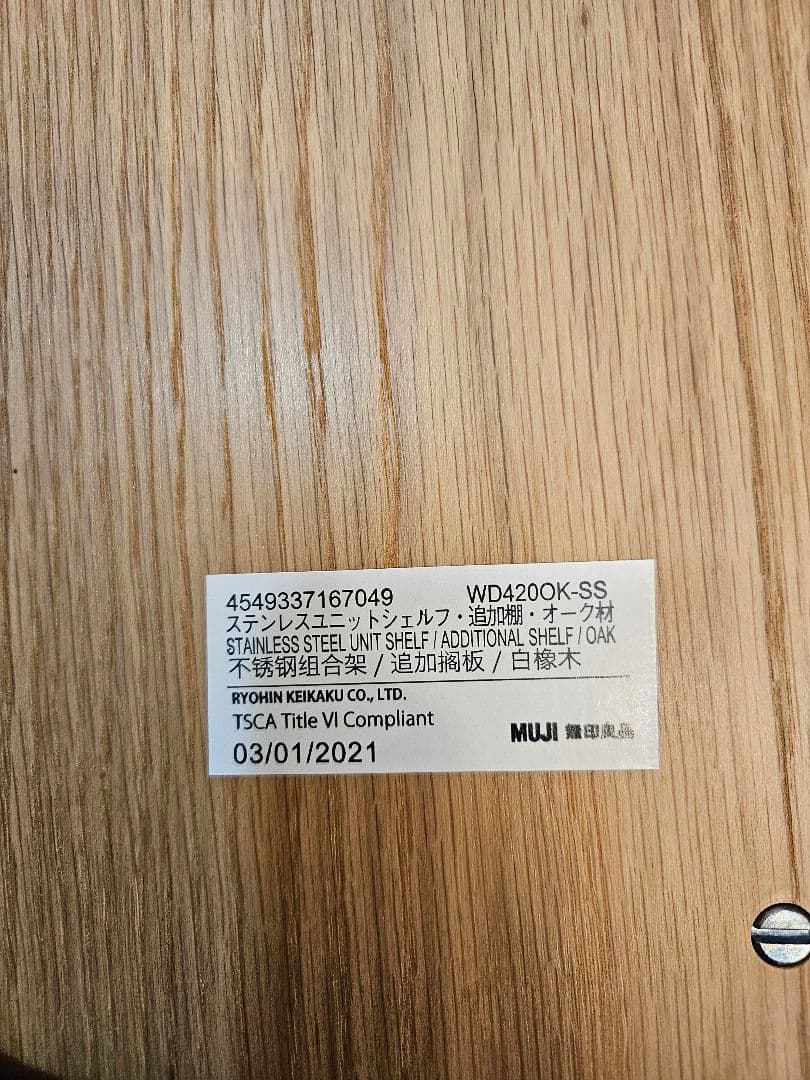 4549337167049 WD420OK-SS
ステンレスユニットシェルフ・追加棚・オーク材
STAINLESS STEEL UNIT SHELF / ADDITIONAL SHELF / OAK
不锈钢组合架 / 追加搁板 / 白橡木
RYOHIN KEIKAKU CO., LTD.
TSCA Title VI Compliant
MUJI 無印良品
03/01/2021